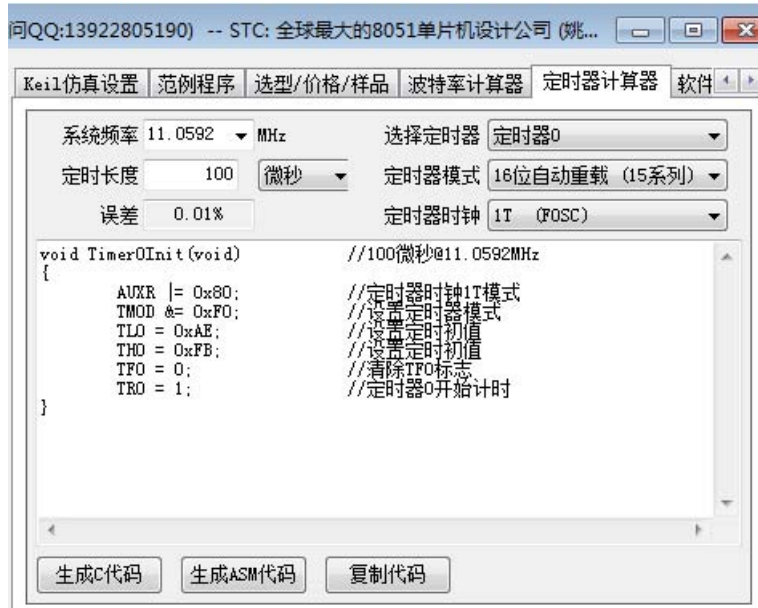 问QQ:13922805190) -- STC: 全球最大的8051单片机设计公司 (姚...
Keil仿真设置 范例程序 选型/价格/样品 波特率计算器 定时器计算器 软件
系统频率 11.0592 MHz 选择定时器 定时器0
定时长度 100 微秒 定时器模式 16位自动重载 (15系列)
误差 0.01% 定时器时钟 1T (FOSC)
void Timer0Init(void) //100微秒@11.0592MHz
{
AUXR |= 0x80; //定时器时钟1T模式
TMOD &= 0xF0; //设置定时器模式
TL0 = 0xAE; //设置定时初值
TH0 = 0xFB; //设置定时初值
TF0 = 0; //清除TF0标志
TR0 = 1; //定时器0开始计时
}
生成C代码 生成ASM代码 复制代码